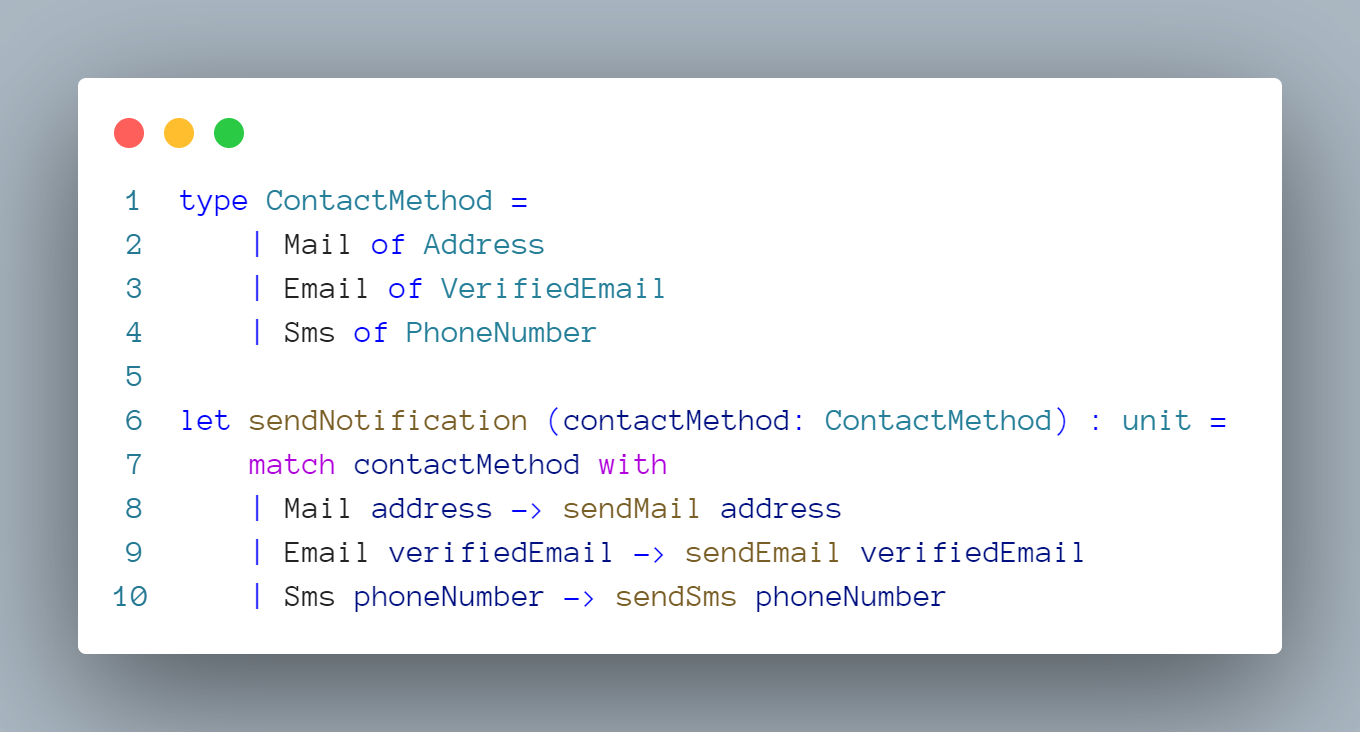 1 type ContactMethod =
2     | Mail of Address
3     | Email of VerifiedEmail
4     | Sms of PhoneNumber
5
6 let sendNotification (contactMethod: ContactMethod) : unit =
7     match contactMethod with
8     | Mail address -> sendMail address
9     | Email verifiedEmail -> sendEmail verifiedEmail
10     | Sms phoneNumber -> sendSms phoneNumber